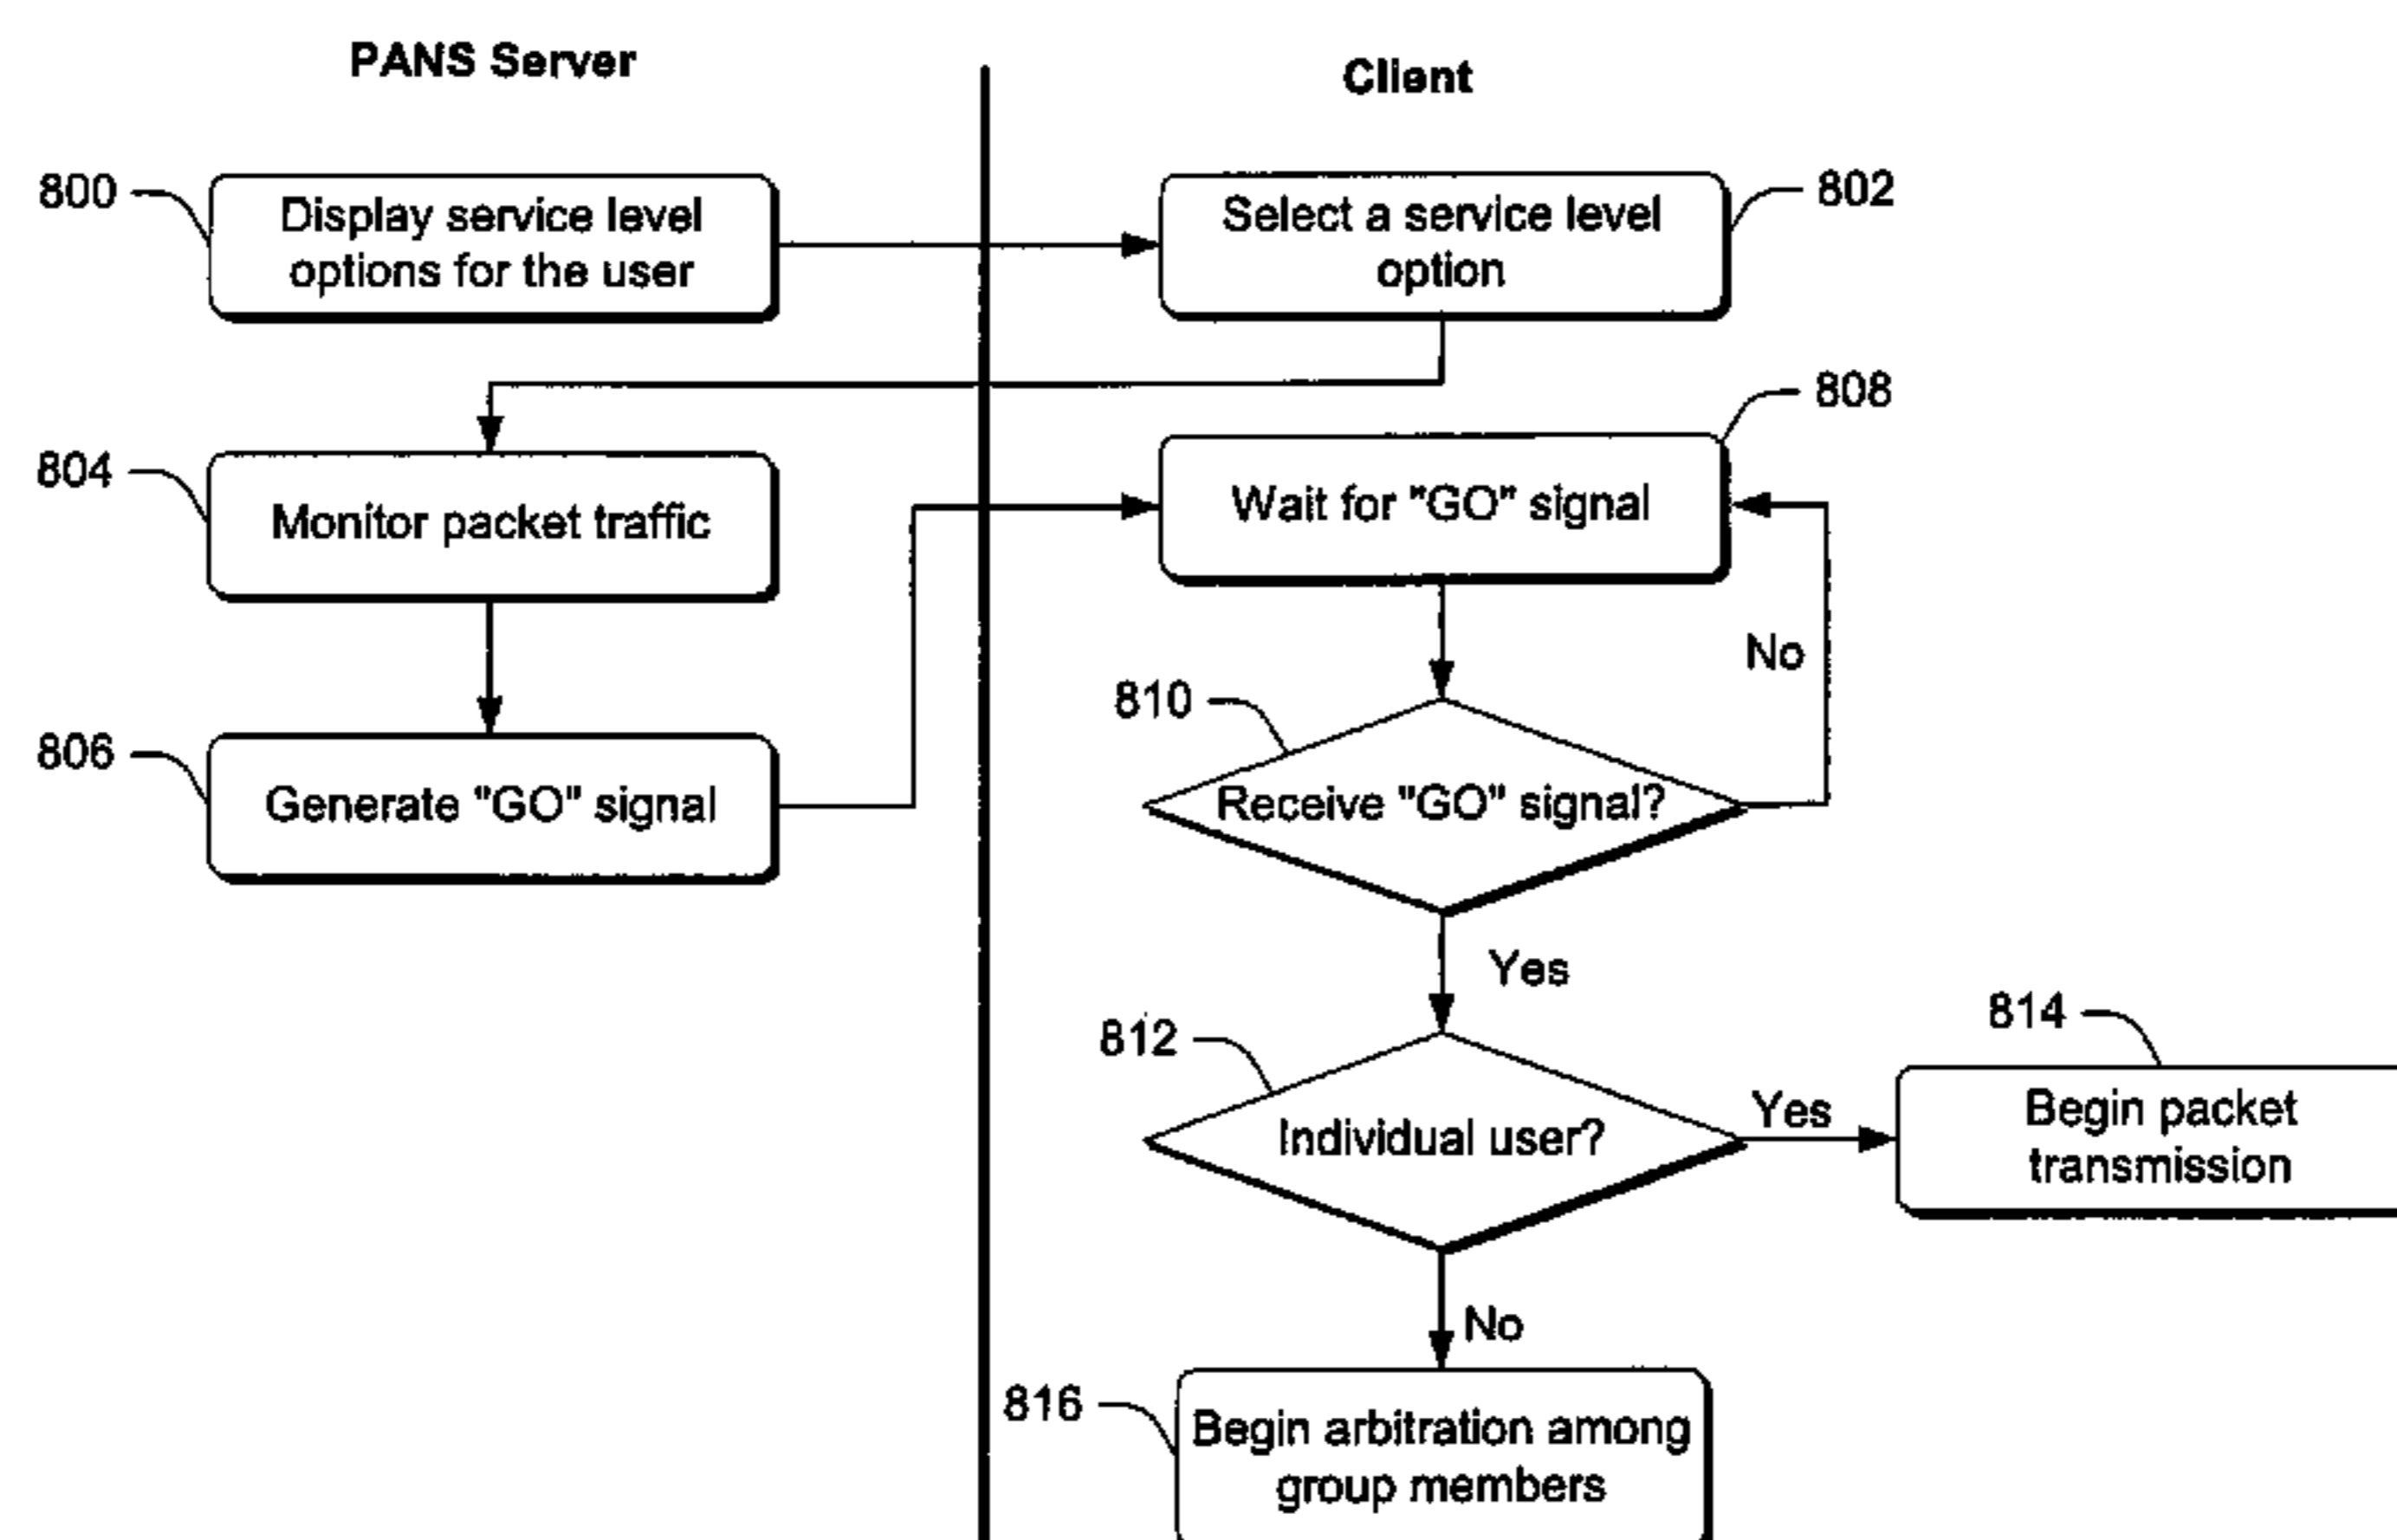 PANS Server
Client
800
Display service level
options for the user
Select a service level
option
802
804
Monitor packet traffic
808
Wait for "GO" signal
No
806
Generate "GO" signal
810
Receive "GO" signal?
Yes
812
Individual user?
Yes
814
Begin packet
transmission
No
816
Begin arbitration among
group members